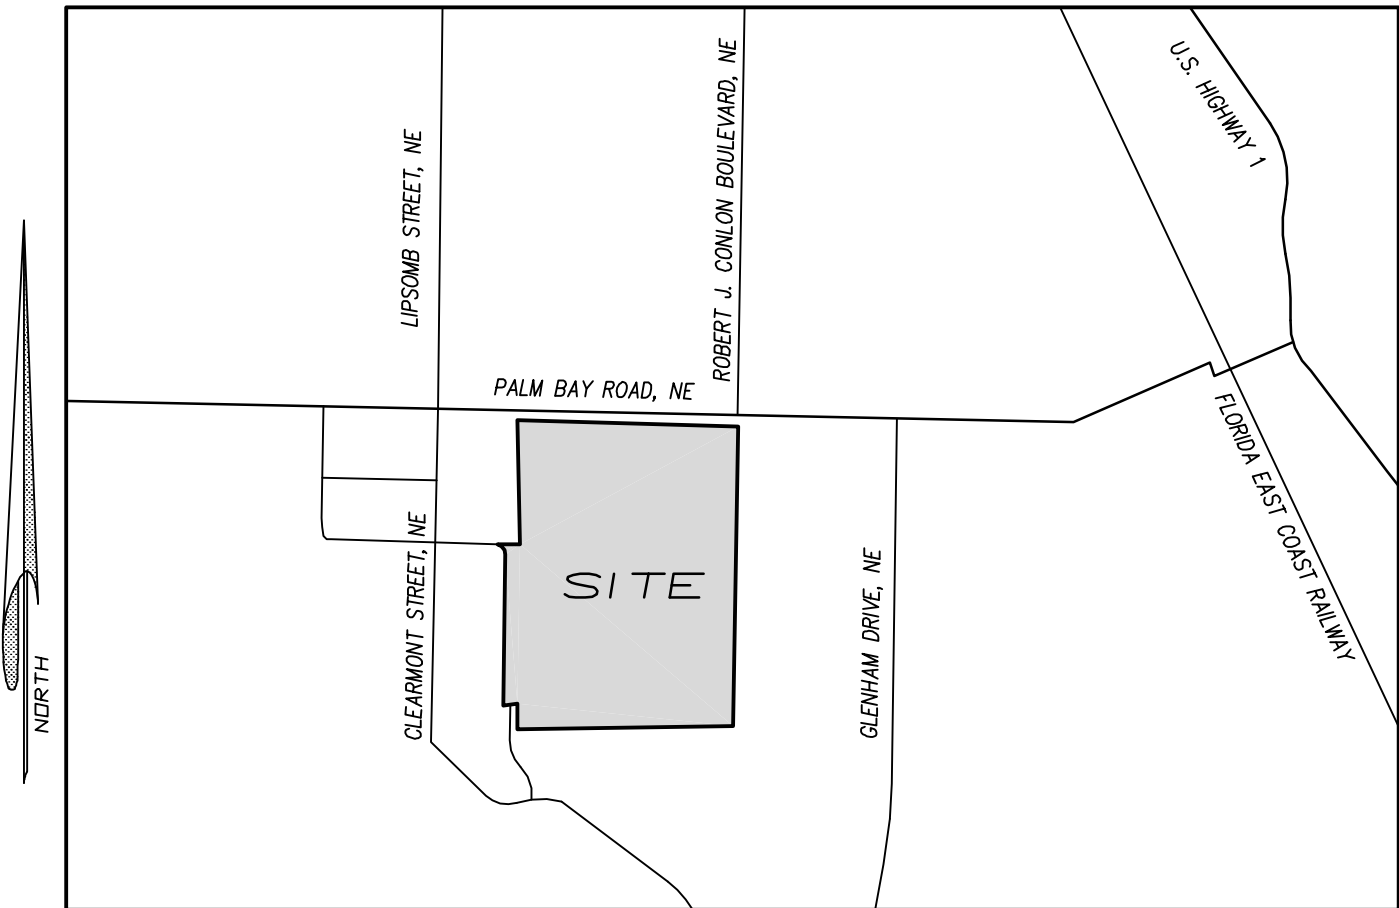 U.S. HIGHWAY 1
LIPSOMB STREET, NE
ROBERT J. CONLON BOULEVARD, NE
PALM BAY ROAD, NE
FLORIDA EAST COAST RAILWAY
CLEARMONT STREET, NE
SITE
GLENHAM DRIVE, NE
NORTH